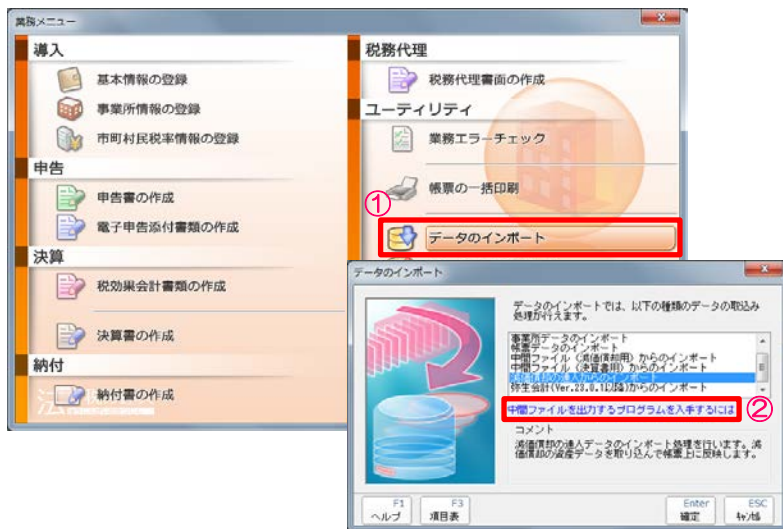 業務メニュー
導入
基本情報の登録
事業所情報の登録
市町村民税率情報の登録
申告
申告書の作成
電子申告添付書類の作成
決算
税効果会計書類の作成
決算書の作成
納付
納付書の作成
税務代理
税務代理書面の作成
ユーティリティ
業務エラーチェック
帳票の一括印刷
①
データのインポート
データのインポート
データのインポートでは、以下の種類のデータの取込み
処理が行えます。
事業所データのインポート
帳票データのインポート
中間ファイル(減価償却用)からのインポート
中間ファイル(決算書用)からのインポート
減価償却の達人からのインポート
弥生会計(Ver.23.0.1以降)からのインポート
中間ファイルを出力するプログラムを入手するには
②
コメント
減価償却の達人データのインポート処理を行います。減
価償却の資産データを取り込んで帳票上に反映します。
F1
ヘルプ
F3
項目表
Enter
確定
ESC
キャンセル